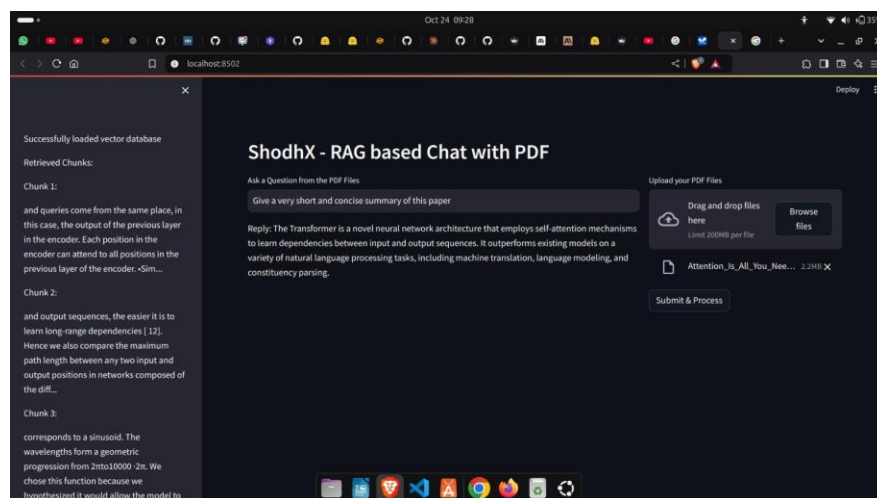 Oct 24 09:28
35
localhost:8502
Deploy
Successfully loaded vector database
Retrieved Chunks:
Chunk 1:
and queries come from the same place, in
this case, the output of the previous layer
in the encoder. Each position in the
encoder can attend to all positions in the
previous layer of the encoder. •Sim...
Chunk 2:
and output sequences, the easier it is to
learn long-range dependencies [ 12].
Hence we also compare the maximum
path length between any two input and
output positions in networks composed of
the diff...
Chunk 3:
corresponds to a sinusoid. The
wavelengths form a geometric
progression from 2πto10000 ·2π. We
chose this function because we
hypothesized it would allow the model to
ShodhX - RAG based Chat with PDF
Ask a Question from the PDF Files
Give a very short and concise summary of this paper
Reply: The Transformer is a novel neural network architecture that employs self-attention mechanisms
to learn dependencies between input and output sequences. It outperforms existing models on a
variety of natural language processing tasks, including machine translation, language modeling, and
constituency parsing.
Upload your PDF Files
Drag and drop files
here
Limit 200MB per file
Browse
files
Attention_Is_All_You_Nee... 2.2MB
Submit & Process